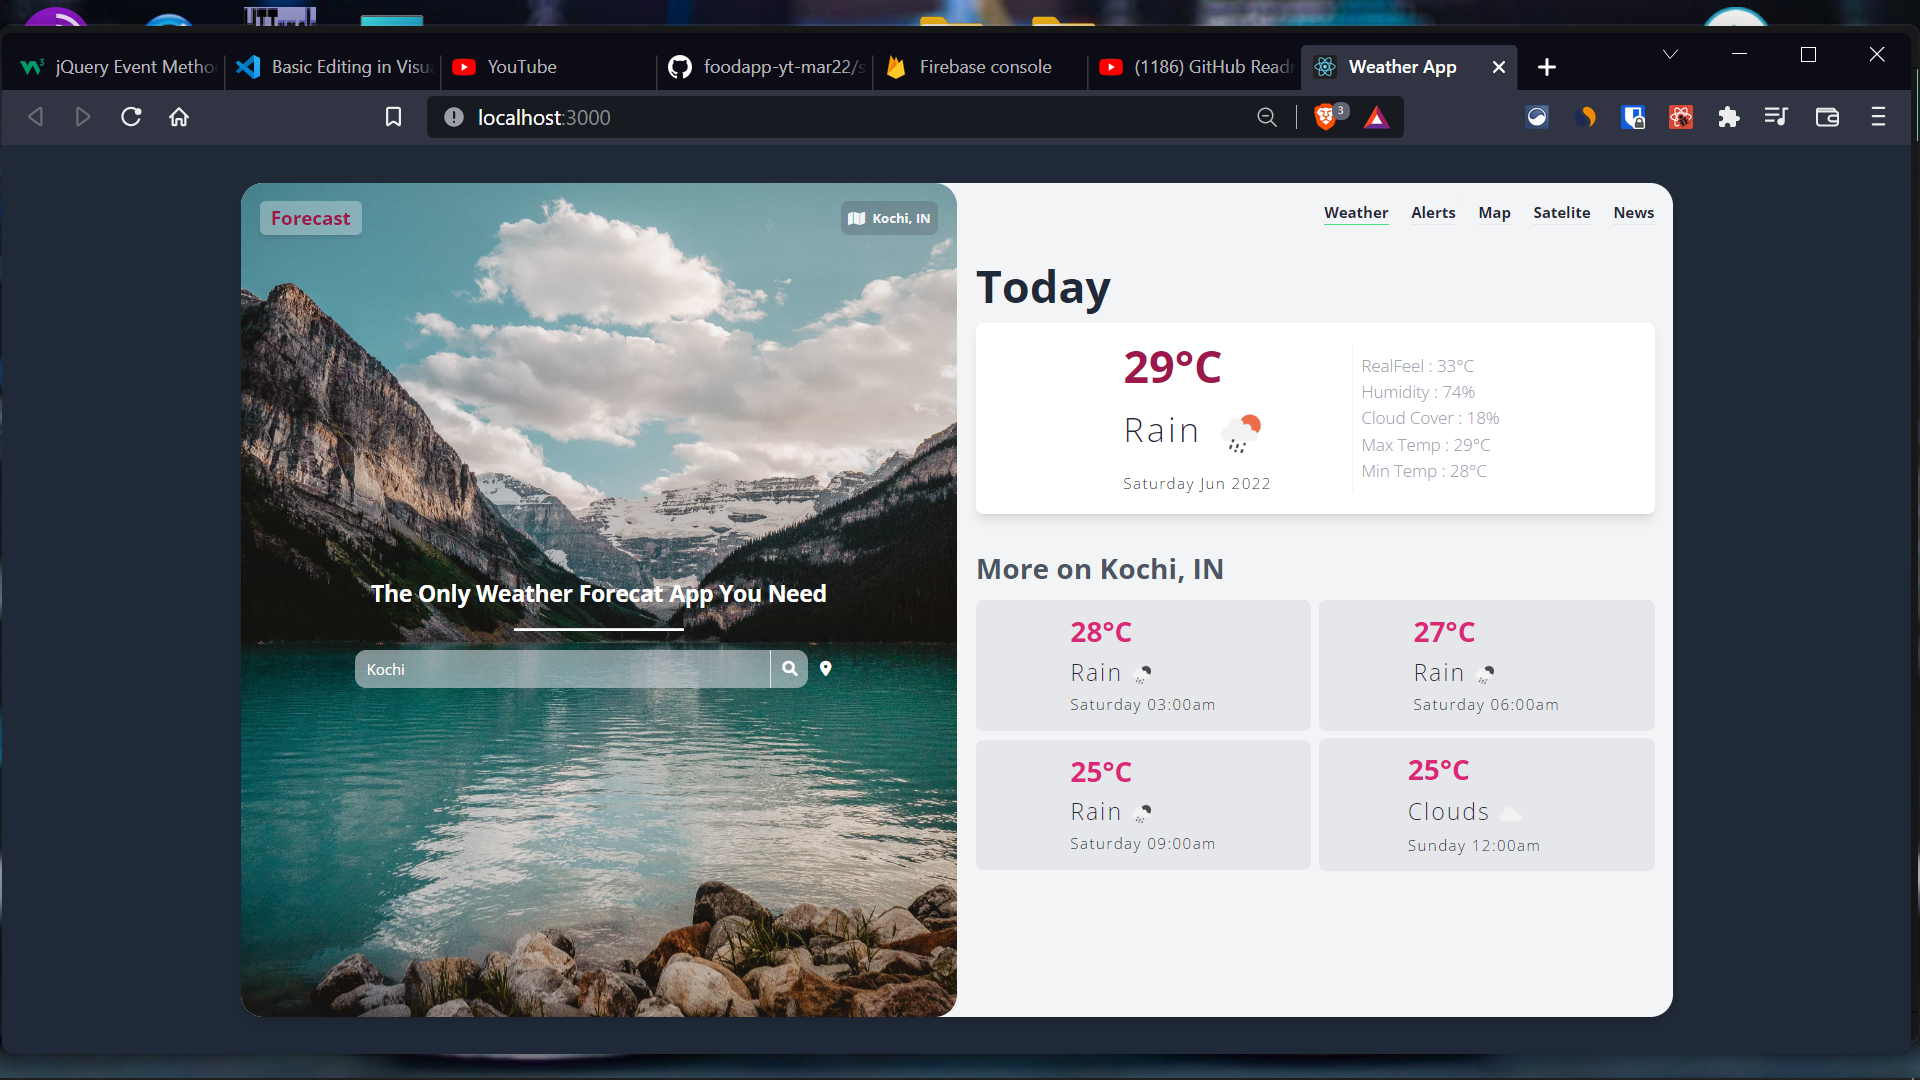 jQuery Event Metho
Basic Editing in Visu
YouTube
foodapp-yt-mar22/s
Firebase console
(1186) GitHub Readm
Weather App
localhost:3000
3
Forecast
Kochi, IN
The Only Weather Forecat App You Need
Kochi
Weather
Alerts
Map
Satelite
News
Today
29°C
Rain
Saturday Jun 2022
RealFeel : 33°C
Humidity : 74%
Cloud Cover : 18%
Max Temp : 29°C
Min Temp : 28°C
More on Kochi, IN
28°C
Rain
Saturday 03:00am
27°C
Rain
Saturday 06:00am
25°C
Rain
Saturday 09:00am
25°C
Clouds
Sunday 12:00am